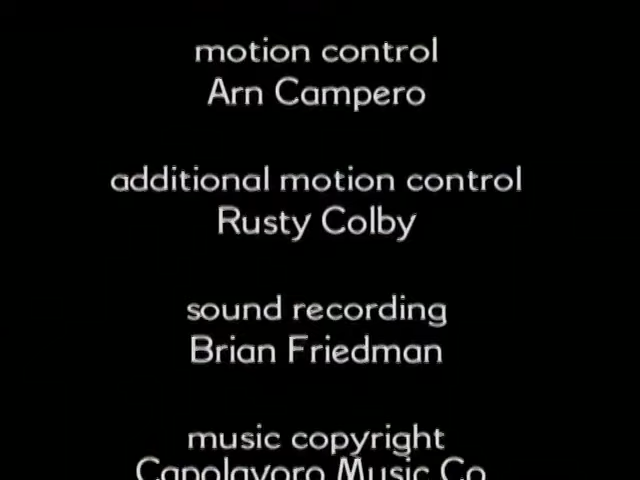 motion control
Arn Campero
additional motion control
Rusty Colby
sound recording
Brian Friedman
music copyright
Capolavoro Music Co.